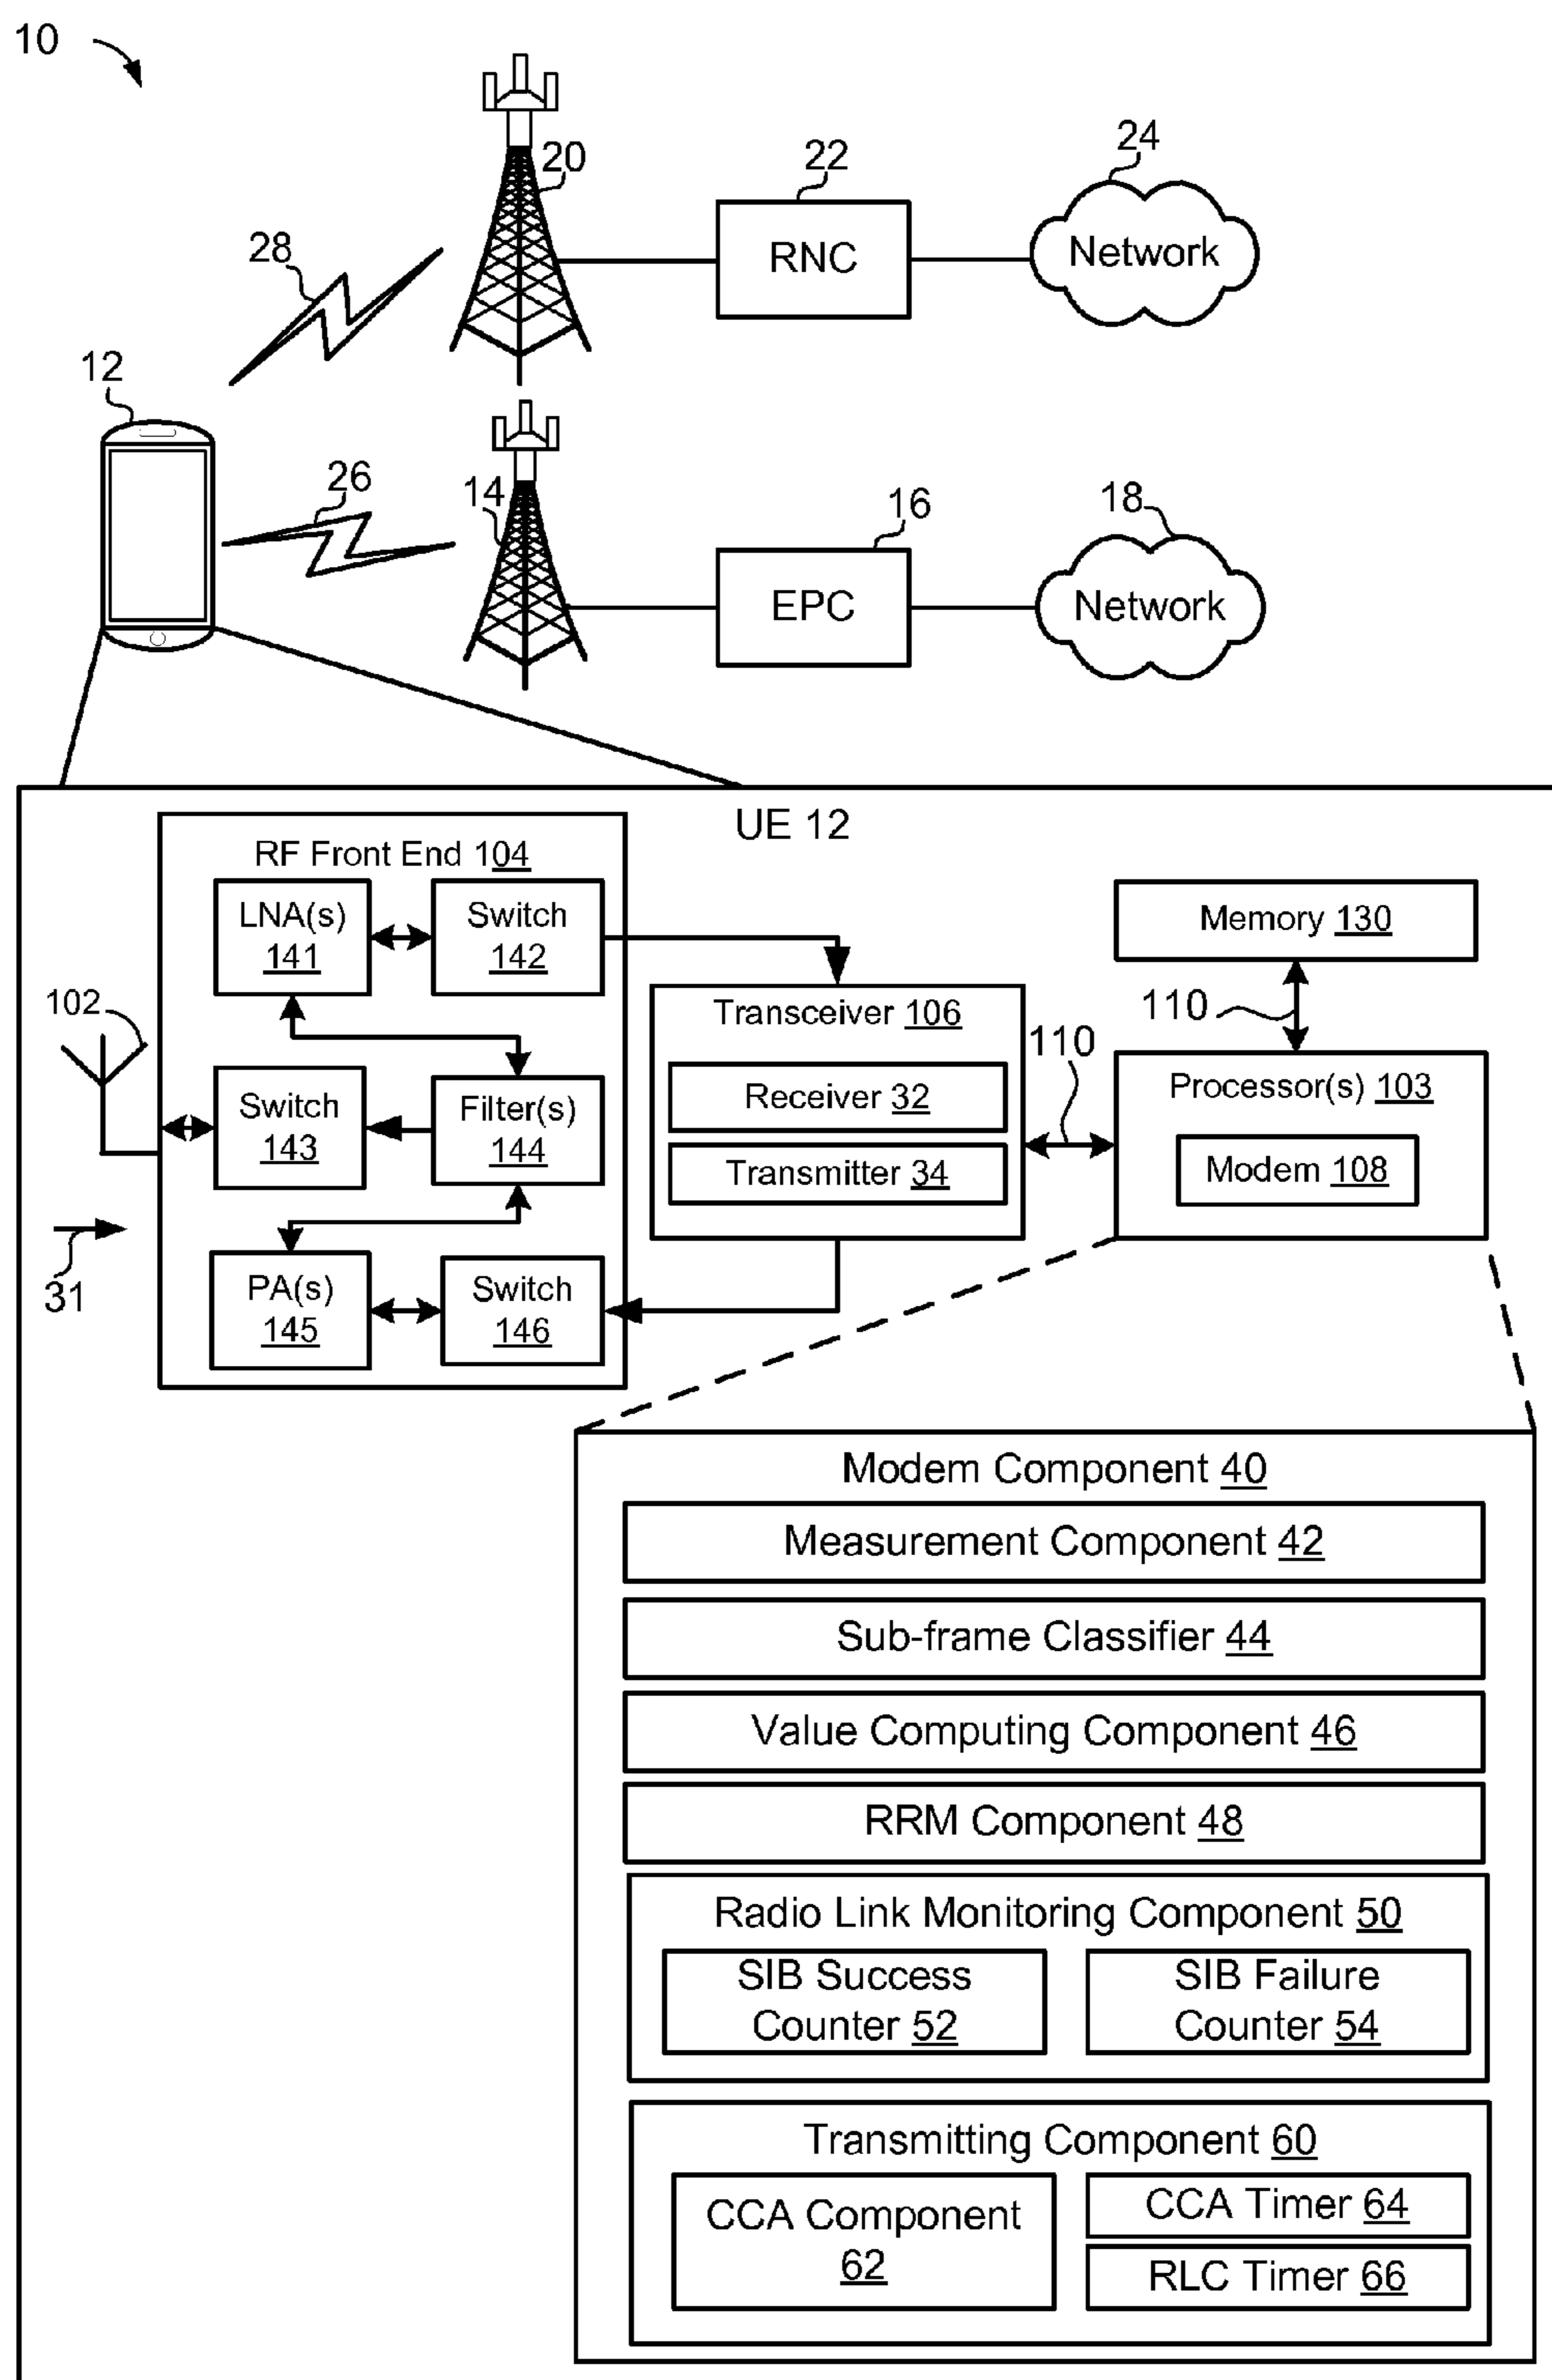 10
20
22
24
RNC
Network
28
12
26
14
16
18
EPC
Network
UE 12
RF Front End 104
LNA(s)
141
Switch
142
Memory 130
102
110
Transceiver 106
110
Receiver 32
Processor(s) 103
Switch
143
Filter(s)
144
Transmitter 34
Modem 108
31
PA(s)
145
Switch
146
Modem Component 40
Measurement Component 42
Sub-frame Classifier 44
Value Computing Component 46
RRM Component 48
Radio Link Monitoring Component 50
SIB Success
Counter 52
SIB Failure
Counter 54
Transmitting Component 60
CCA Component
62
CCA Timer 64
RLC Timer 66